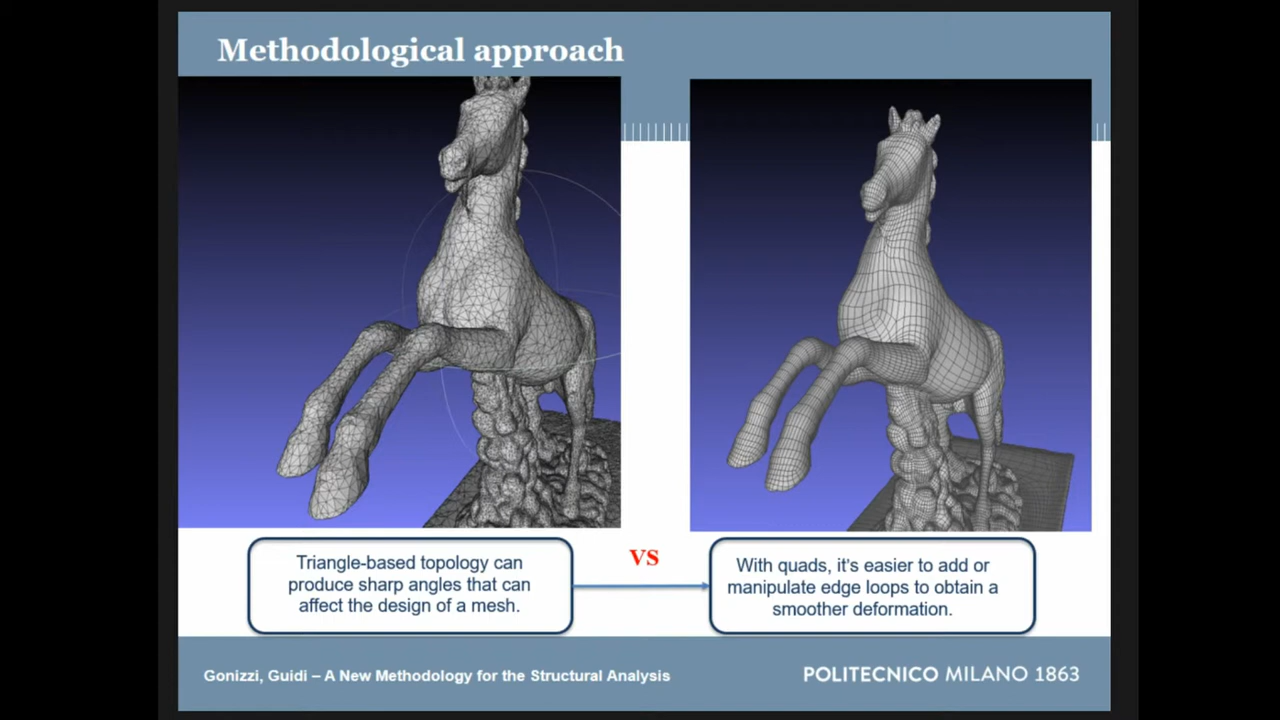 Methodological approach
Triangle-based topology can
produce sharp angles that can
affect the design of a mesh.
VS
With quads, it's easier to add or
manipulate edge loops to obtain a
smoother deformation.
Gonizzi, Guidi – A New Methodology for the Structural Analysis
POLITECNICO MILANO 1863